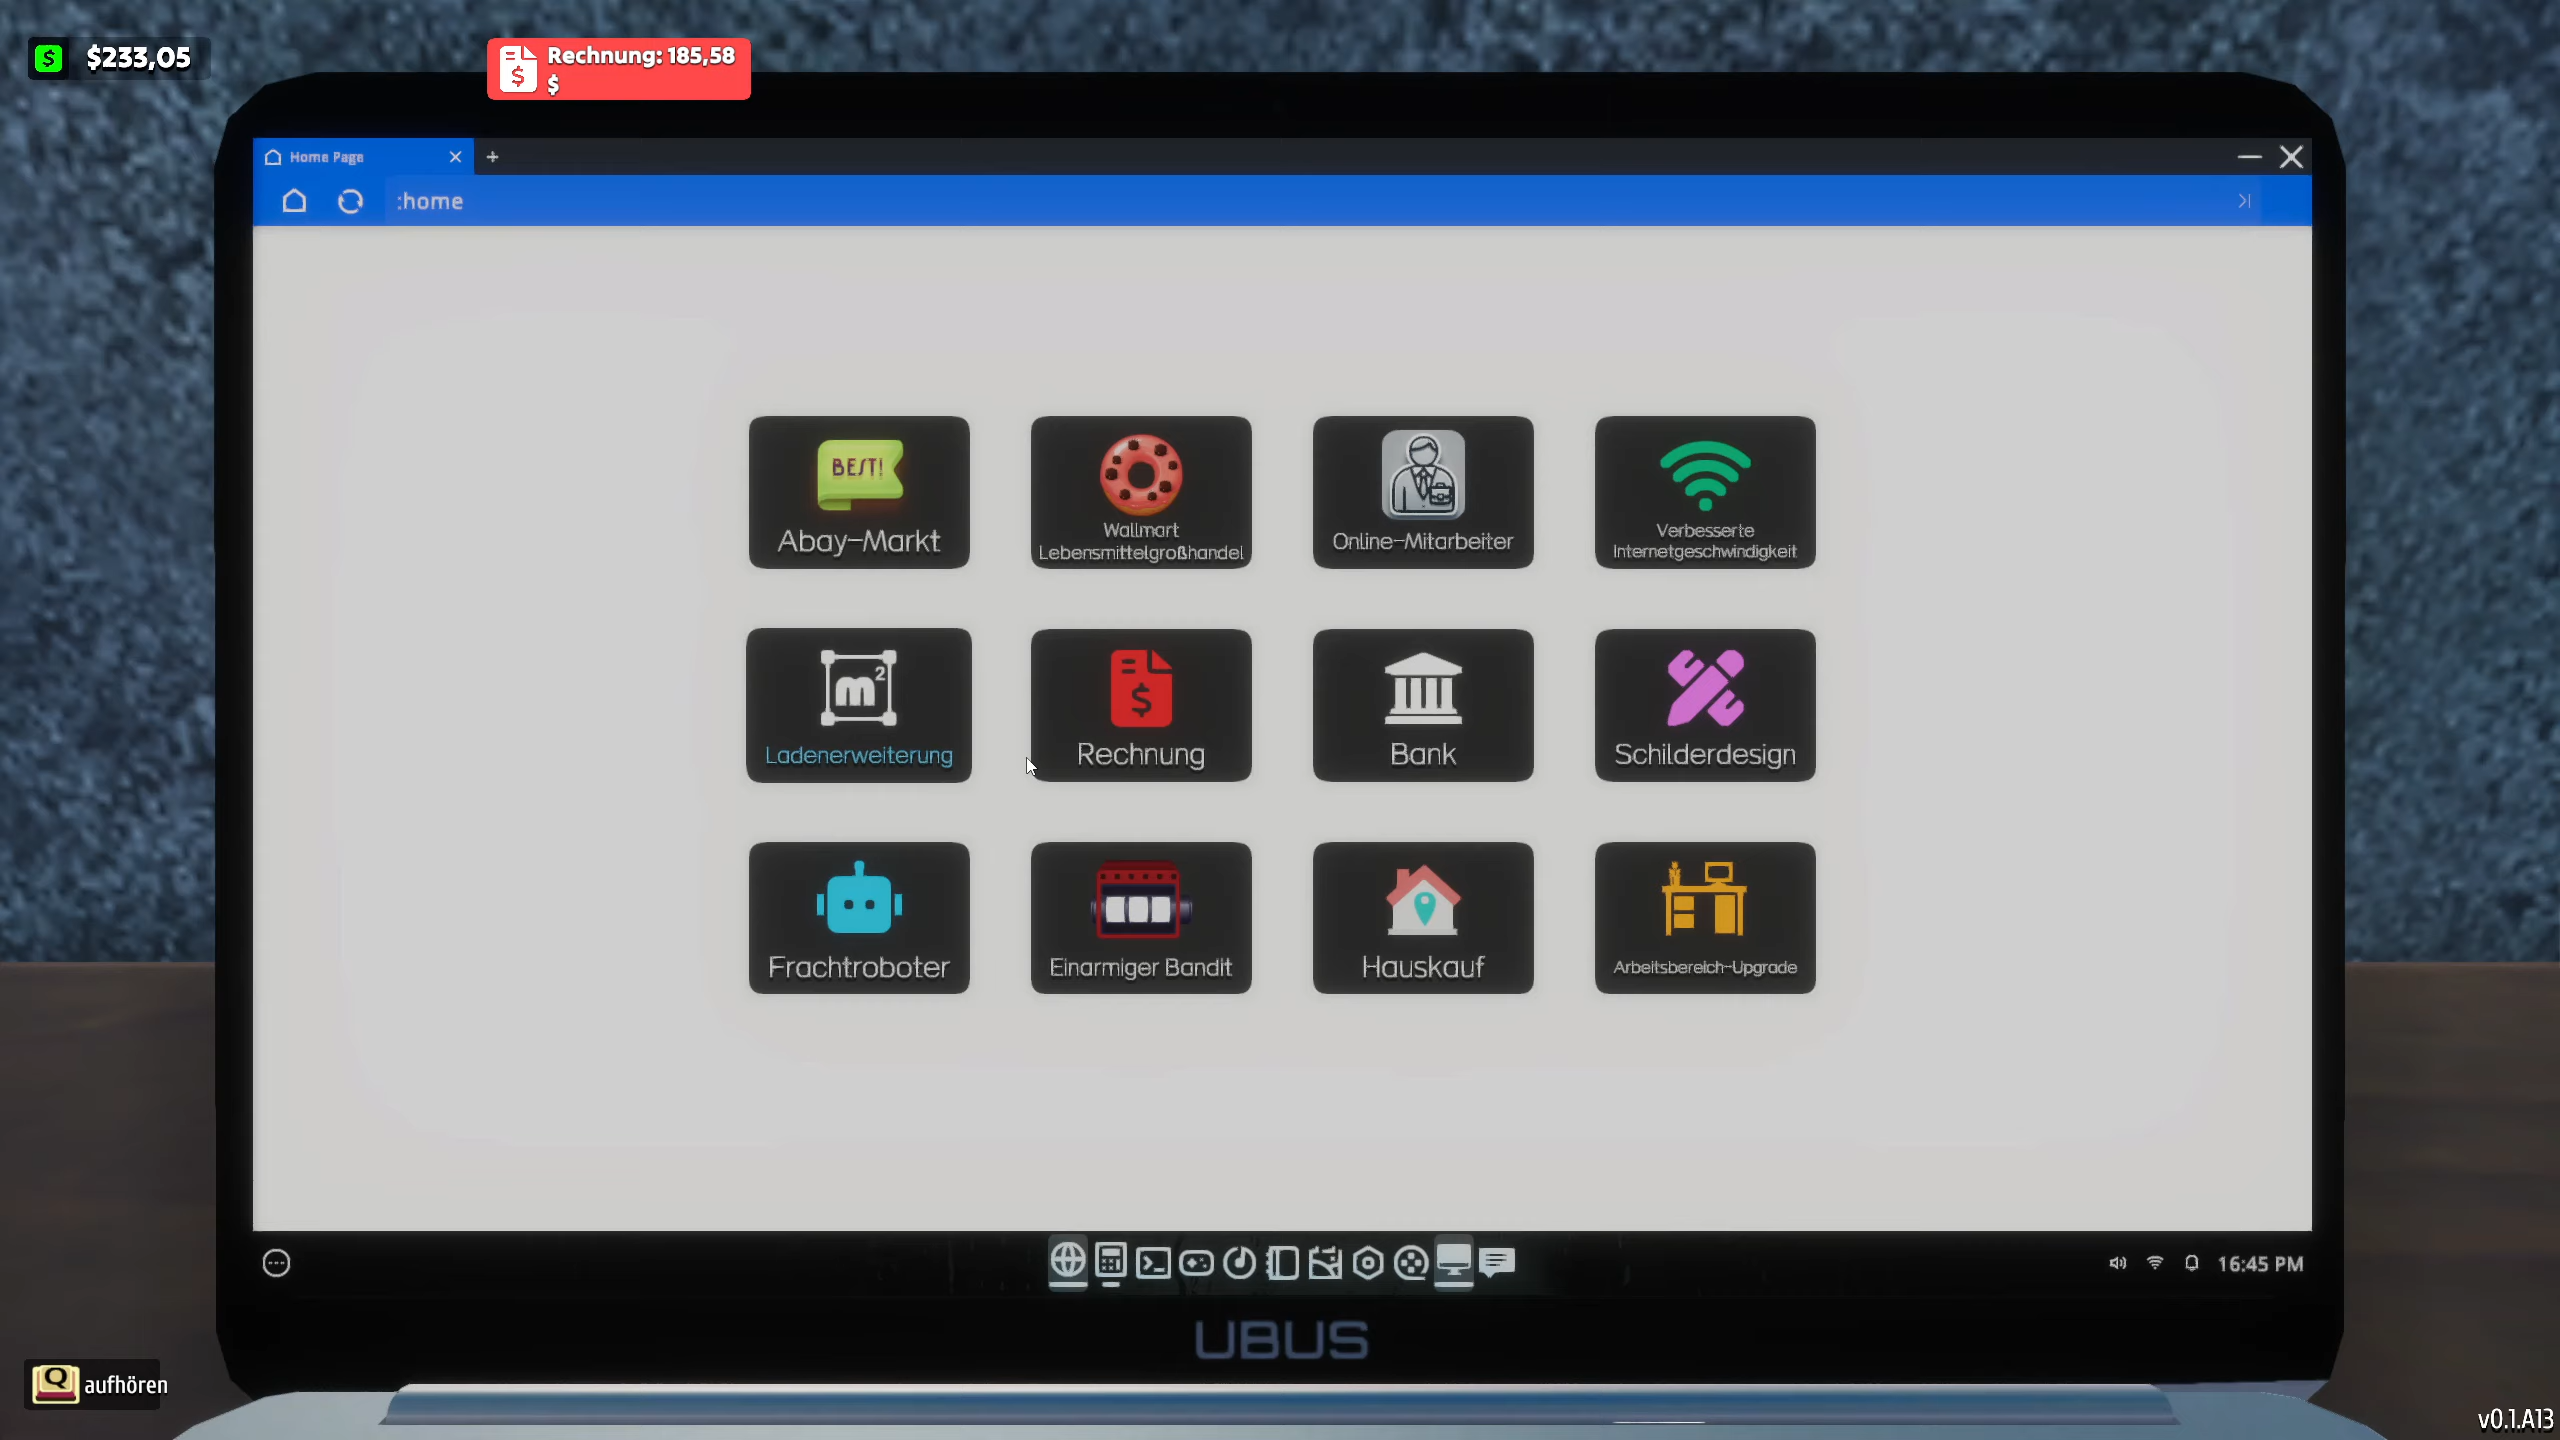 $233,05
Rechnung: 185,58
$
Home Page
:home
BEST!
Abay-Markt
Wallmart
Lebensmittelgroßhandel
Online-Mitarbeiter
Verbesserte
Internetgeschwindigkeit
m²
Ladenerweiterung
$
Rechnung
Bank
Schilderdesign
Frachtroboter
Einarmiger Bandit
Hauskauf
Arbeitsbereich-Upgrade
16:45 PM
UBUS
Q aufhören
v0.1.A13